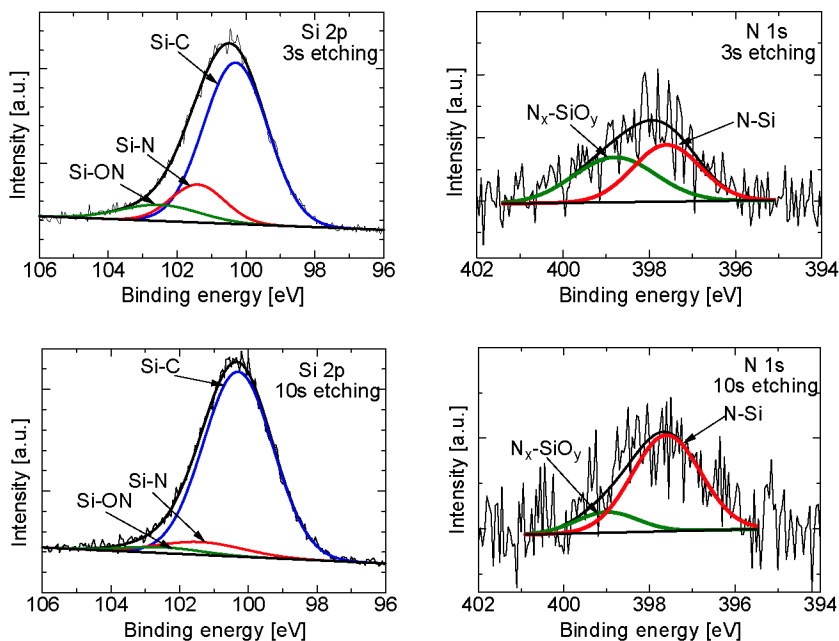 Si 2p
3s etching
Si-C
Si-N
Si-ON
Intensity [a.u.]
106 104 102 100 98 96
Binding energy [eV]
N 1s
3s etching
Nx-SiOy
N-Si
Intensity [a.u.]
402 400 398 396 394
Binding energy [eV]
Si 2p
10s etching
Si-C
Si-N
Si-ON
Intensity [a.u.]
106 104 102 100 98 96
Binding energy [eV]
N 1s
10s etching
N-Si
Nx-SiOy
Intensity [a.u.]
402 400 398 396 394
Binding energy [eV]